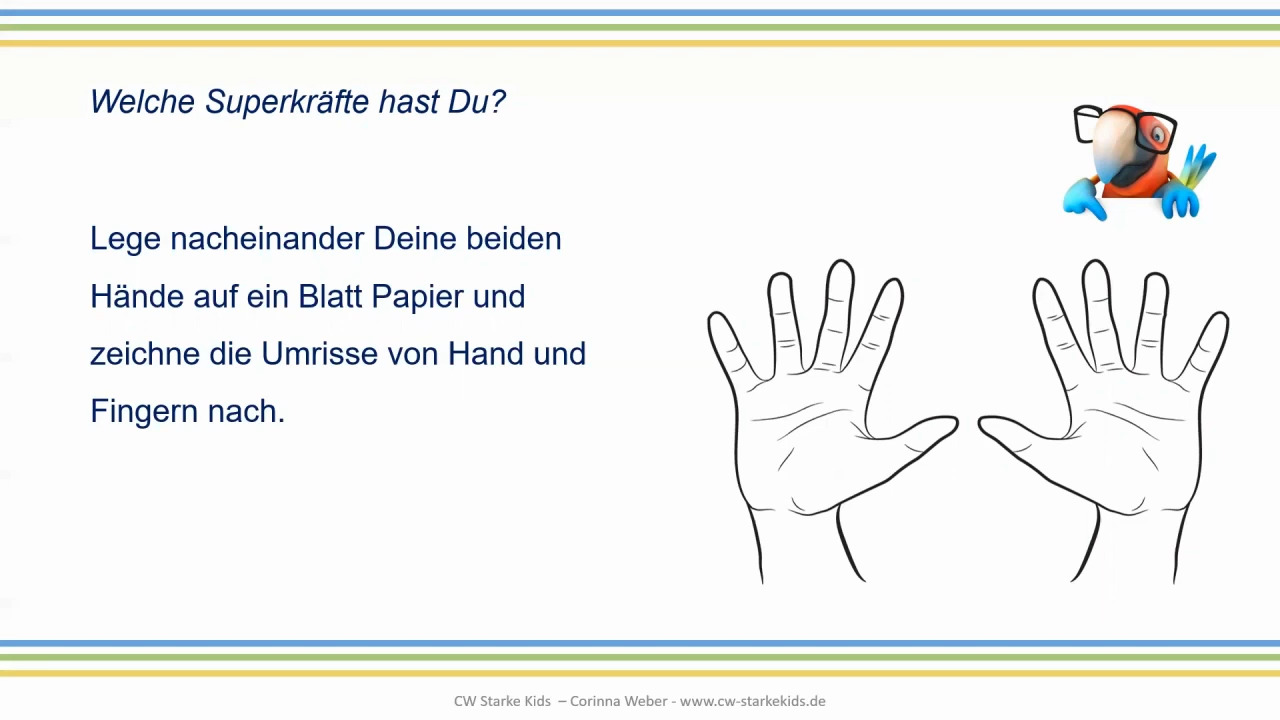 Welche Superkräfte hast Du?
Lege nacheinander Deine beiden
Hände auf ein Blatt Papier und
zeichne die Umrisse von Hand und
Fingern nach.
CW Starke Kids – Corinna Weber - www.cw-starkekids.de